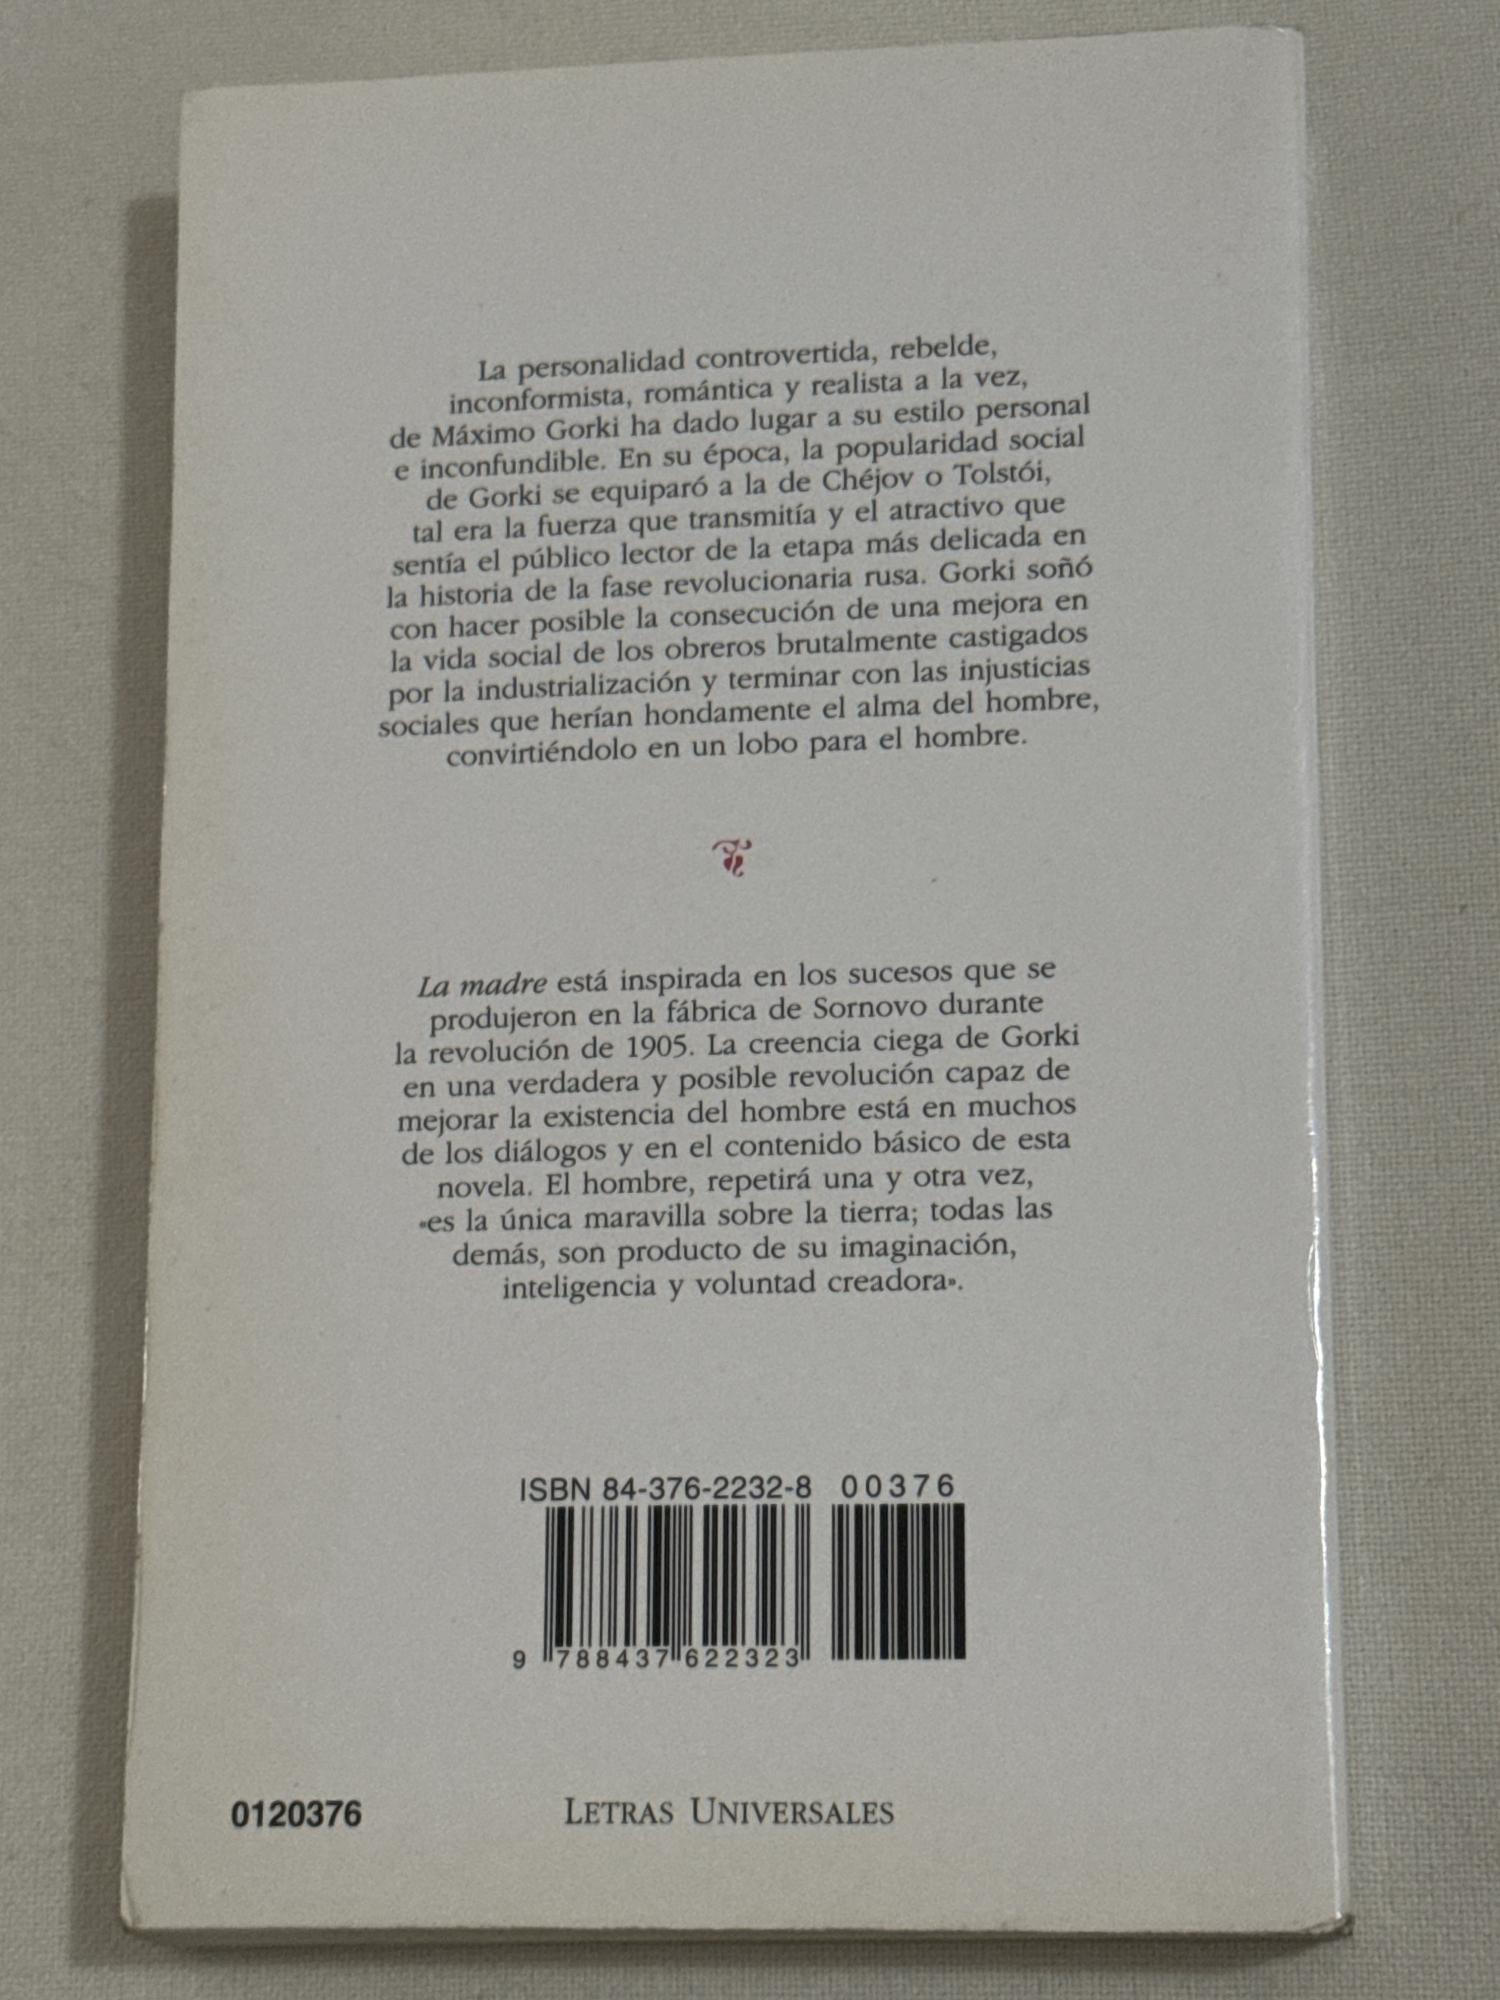 La personalidad controvertida, rebelde,
inconformista, romántica y realista a la vez,
de Máximo Gorki ha dado lugar a su estilo personal
e inconfundible. En su época, la popularidad social
de Gorki se equiparó a la de Chéjov o Tolstói,
tal era la fuerza que transmitía y el atractivo que
sentía el público lector de la etapa más delicada en
la historia de la fase revolucionaria rusa. Gorki soñó
con hacer posible la consecución de una mejora en
la vida social de los obreros brutalmente castigados
por la industrialización y terminar con las injusticias
sociales que herían hondamente el alma del hombre,
convirtiéndolo en un lobo para el hombre.
La madre está inspirada en los sucesos que se
produjeron en la fábrica de Sornovo durante
la revolución de 1905. La creencia ciega de Gorki
en una verdadera y posible revolución capaz de
mejorar la existencia del hombre está en muchos
de los diálogos y en el contenido básico de esta
novela. El hombre, repetirá una y otra vez,
«es la única maravilla sobre la tierra; todas las
demás, son producto de su imaginación,
inteligencia y voluntad creadora».
ISBN 84-376-2232-8 00376
9 788437 622323
0120376 LETRAS UNIVERSALES